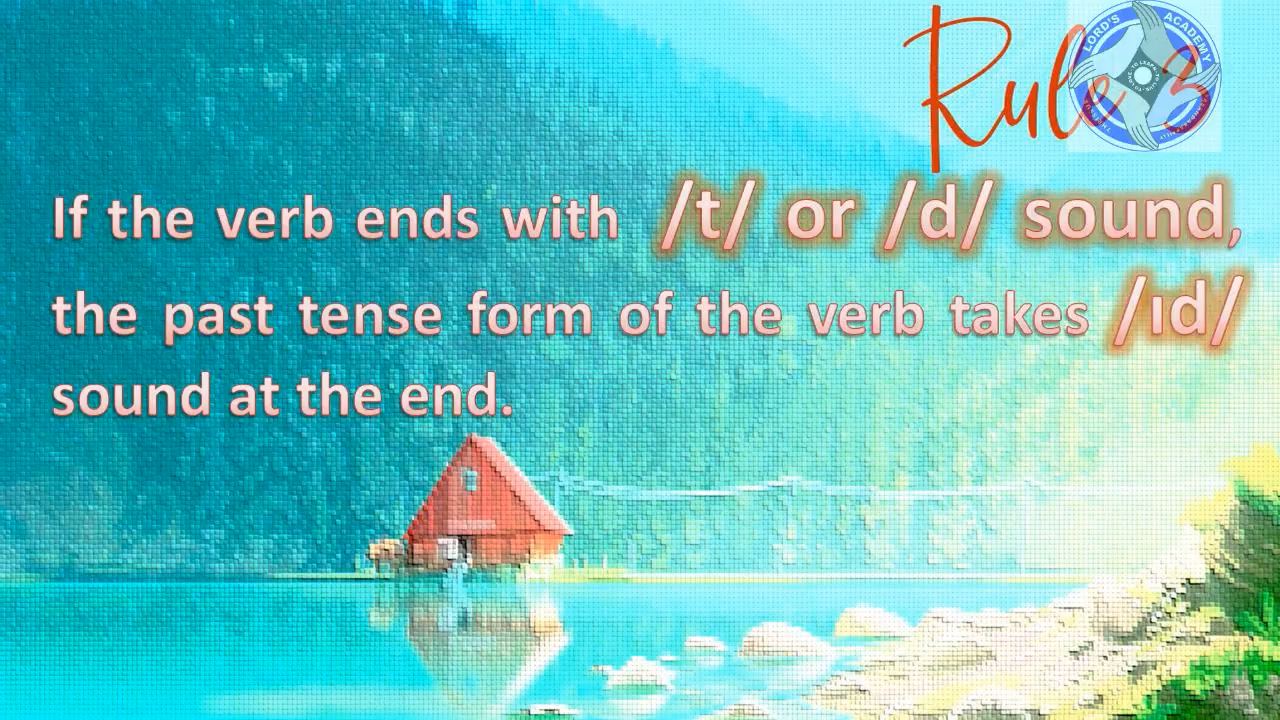 Rule 3
LORD'S ACADEMY
If the verb ends with /t/ or /d/ sound,
the past tense form of the verb takes /ɪd/
sound at the end.